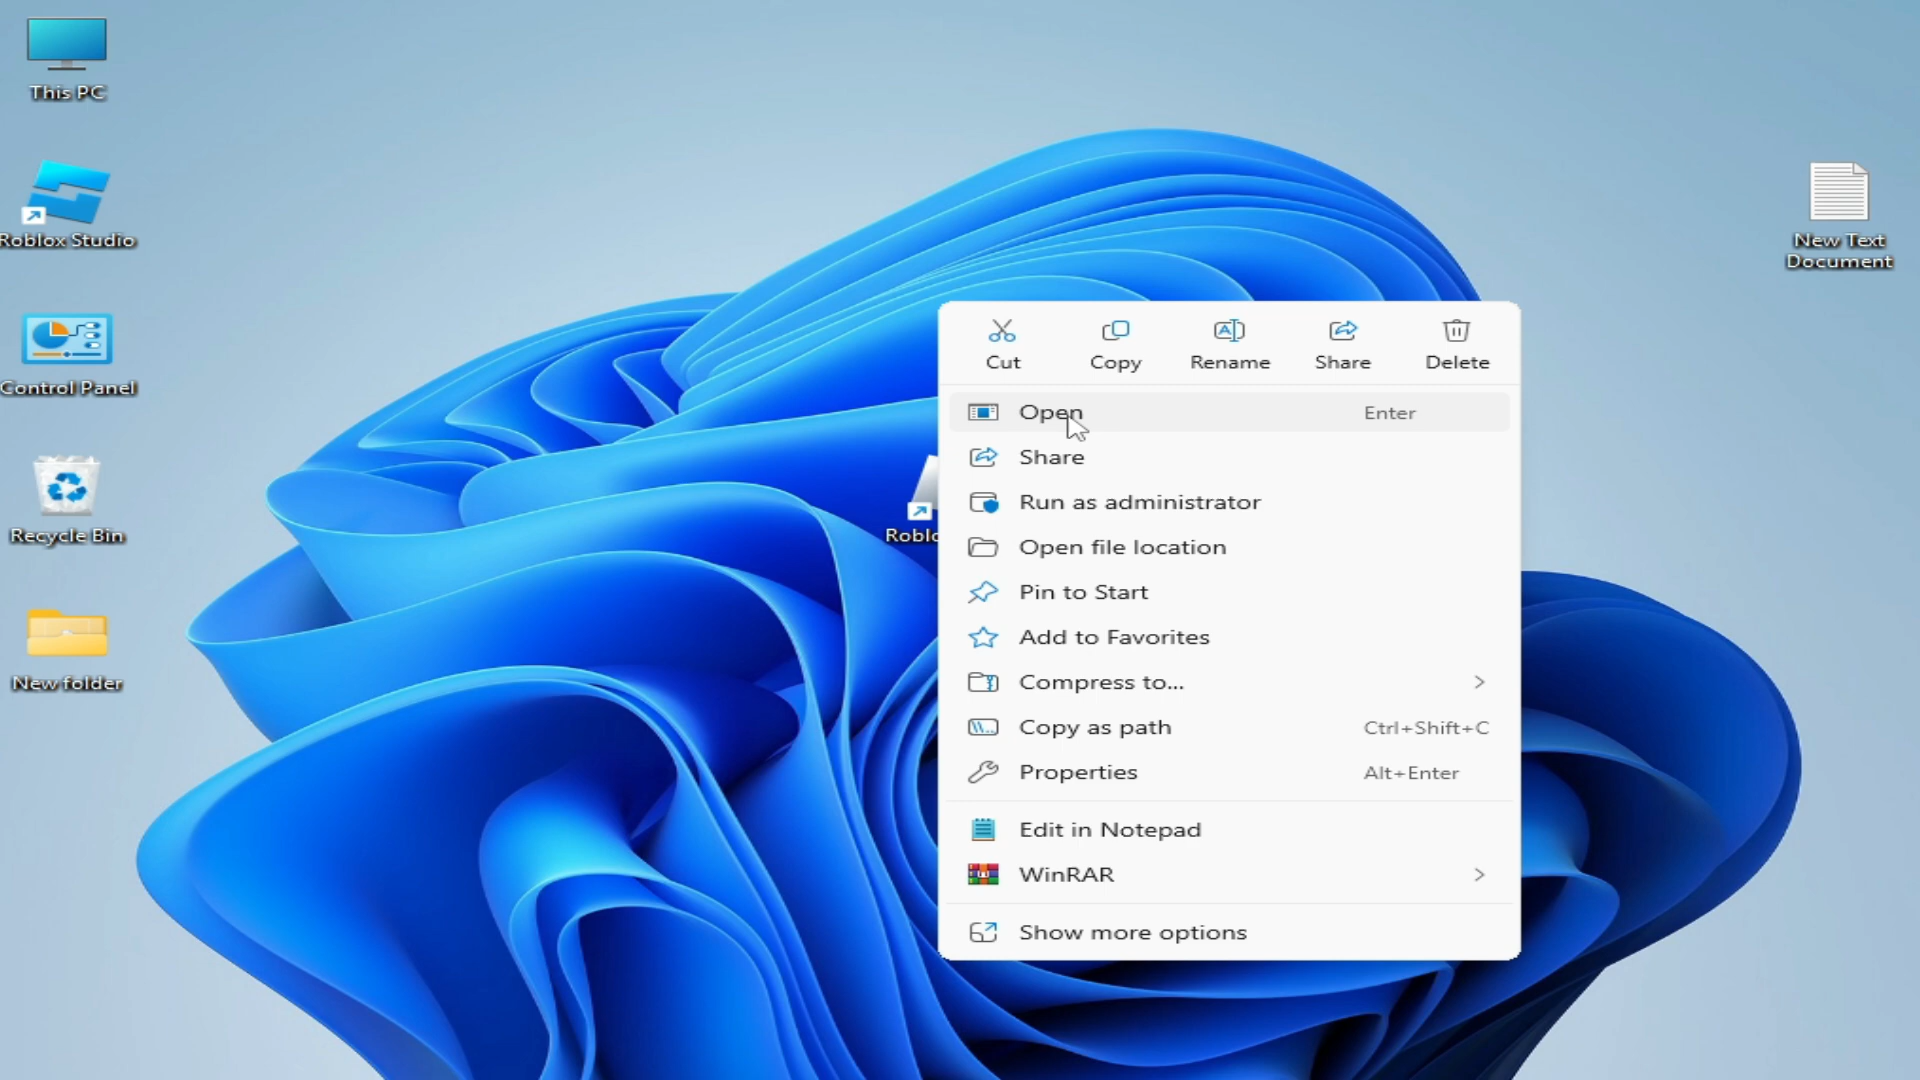 This PC
Roblox Studio
Control Panel
Recycle Bin
New folder
New Text
Document
Cut
Copy
Rename
Share
Delete
Open Enter
Share
Run as administrator
Open file location
Pin to Start
Add to Favorites
Compress to...
Copy as path Ctrl+Shift+C
Properties Alt+Enter
Edit in Notepad
WinRAR
Show more options